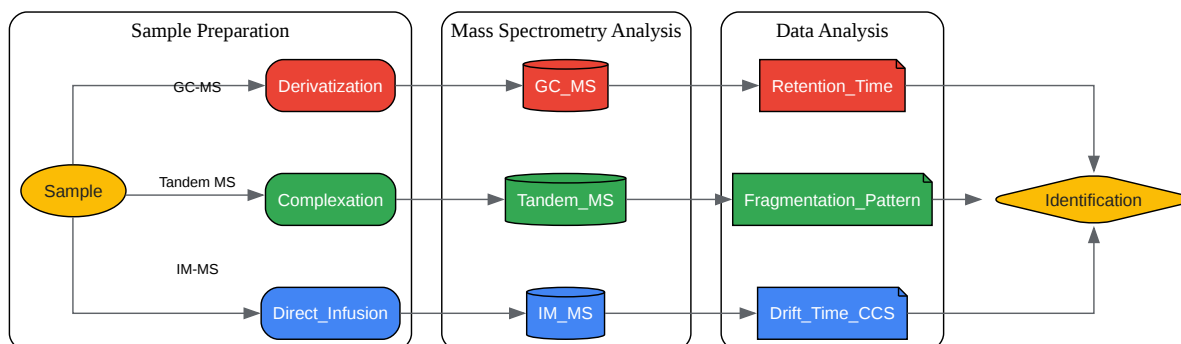 Sample Preparation
Mass Spectrometry Analysis
Data Analysis
GC-MS
Derivatization
GC_MS
Retention_Time
Sample
Tandem MS
Complexation
Tandem_MS
Fragmentation_Pattern
Identification
IM-MS
Direct_Infusion
IM_MS
Drift_Time_CCS